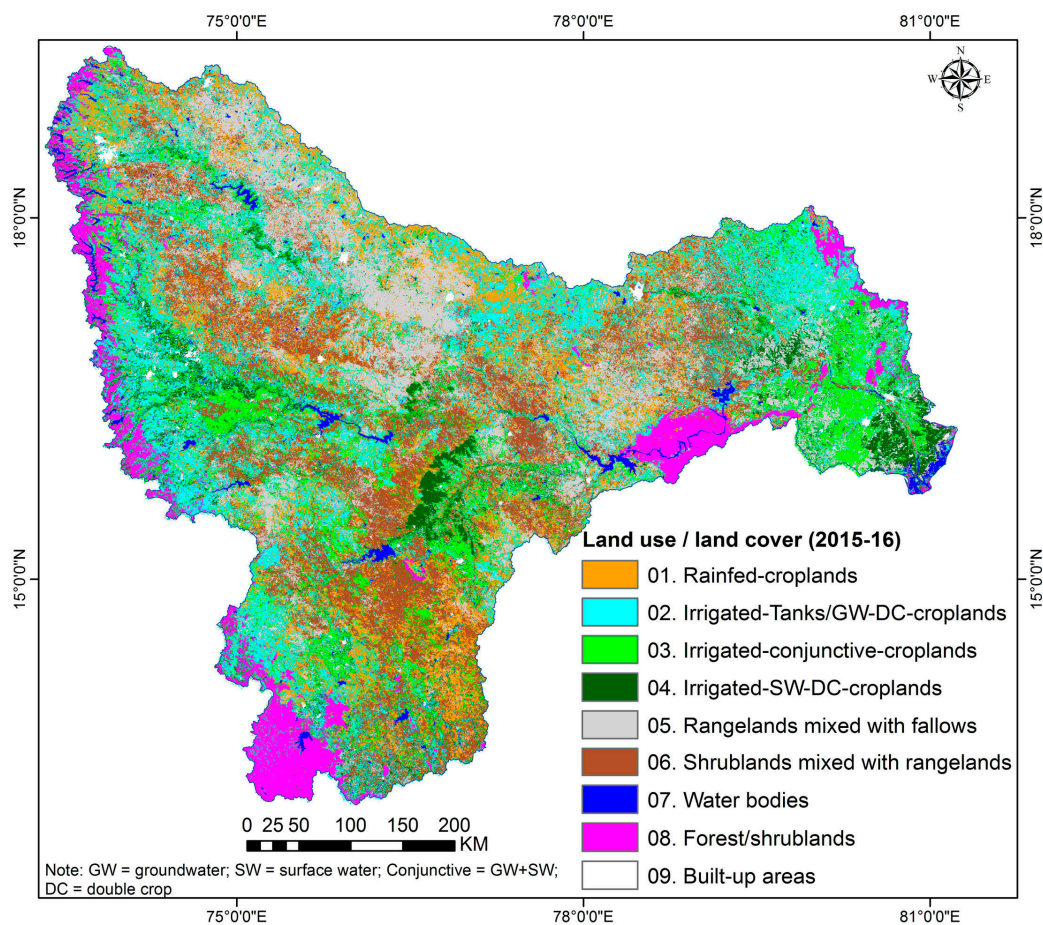 75°0'0"E 78°0'0"E 81°0'0"E
N
W E
S
18°0'0"N 18°0'0"N
15°0'0"N 15°0'0"N
Land use / land cover (2015-16)
01. Rainfed-croplands
02. Irrigated-Tanks/GW-DC-croplands
03. Irrigated-conjunctive-croplands
04. Irrigated-SW-DC-croplands
05. Rangelands mixed with fallows
06. Shrublands mixed with rangelands
07. Water bodies
08. Forest/shrublands
09. Built-up areas
0 25 50 100 150 200
KM
Note: GW = groundwater; SW = surface water; Conjunctive = GW+SW;
DC = double crop
75°0'0"E 78°0'0"E 81°0'0"E